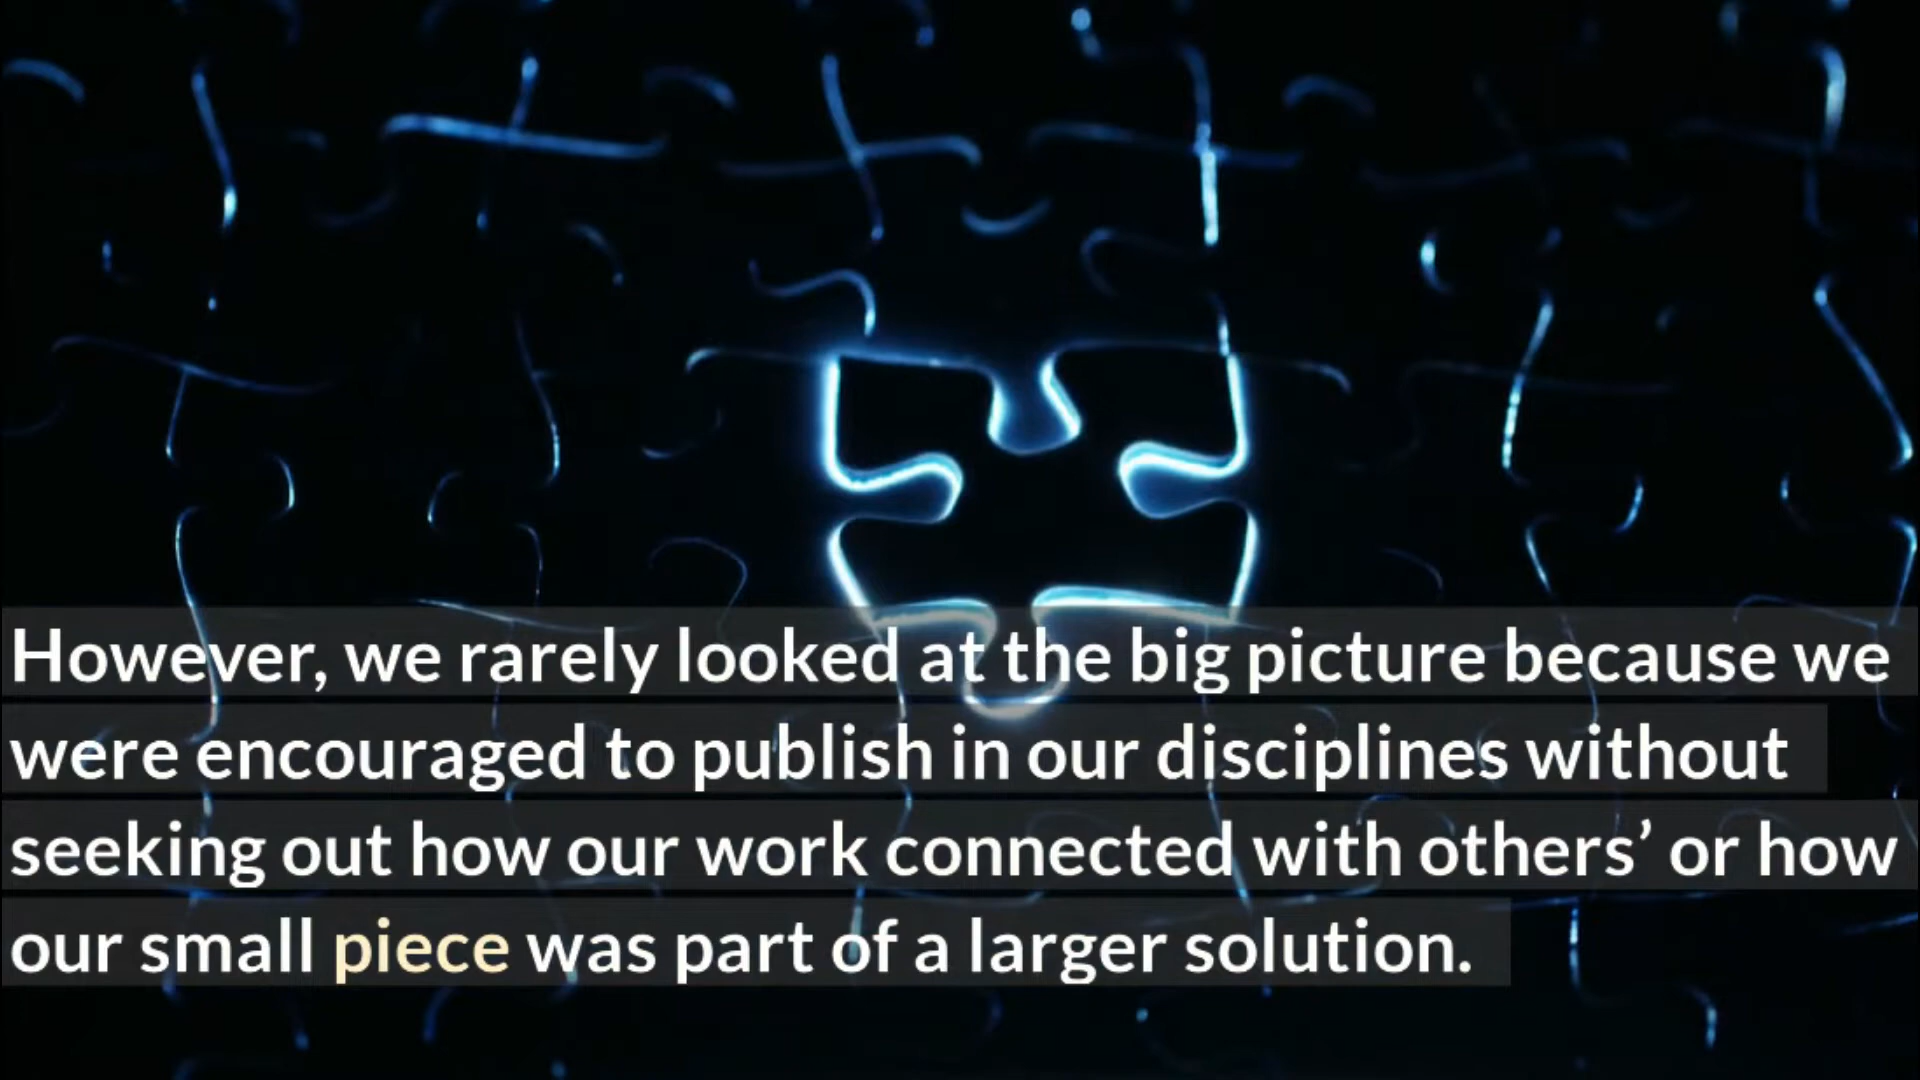 However, we rarely looked at the big picture because we
were encouraged to publish in our disciplines without
seeking out how our work connected with others’ or how
our small piece was part of a larger solution.